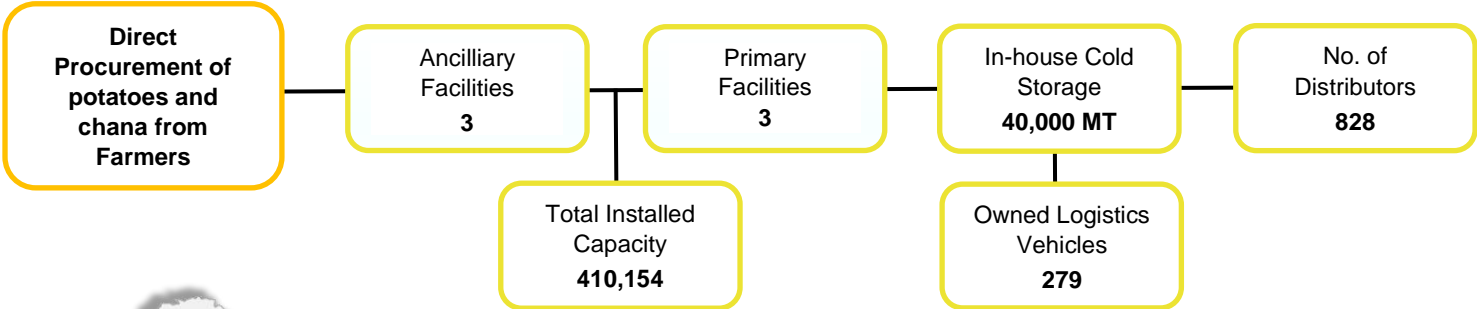 Direct
Procurement of
potatoes and
chana from
Farmers
Ancilliary
Facilities
3
Primary
Facilities
3
In-house Cold
Storage
40,000 MT
No. of
Distributors
828
Total Installed
Capacity
410,154
Owned Logistics
Vehicles
279